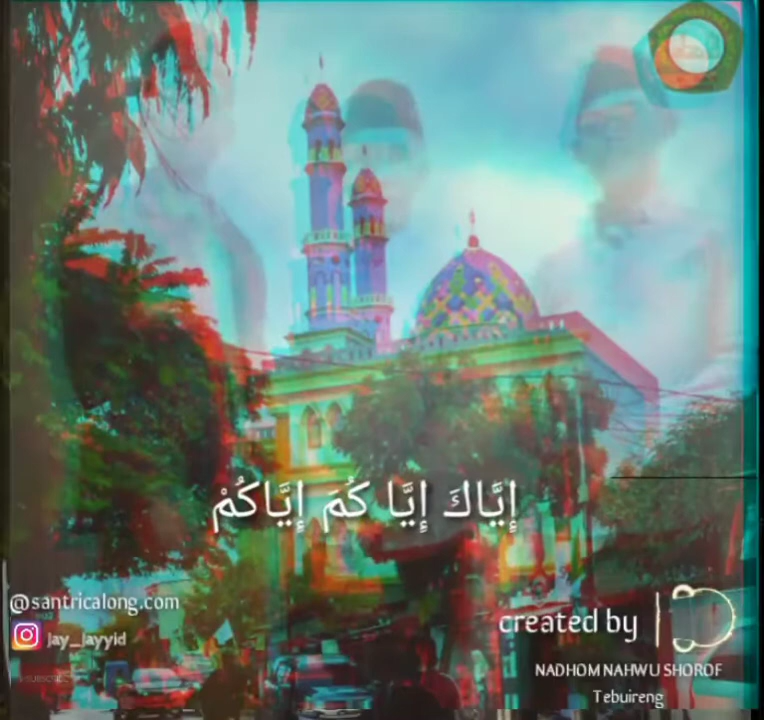 إِيَّاكَ إِيَّا كُمَ إِيَّاكُمْ
@santricalong.com
jay_jayyid
created by
NADHOM NAHWU SHOROF
Tebuireng